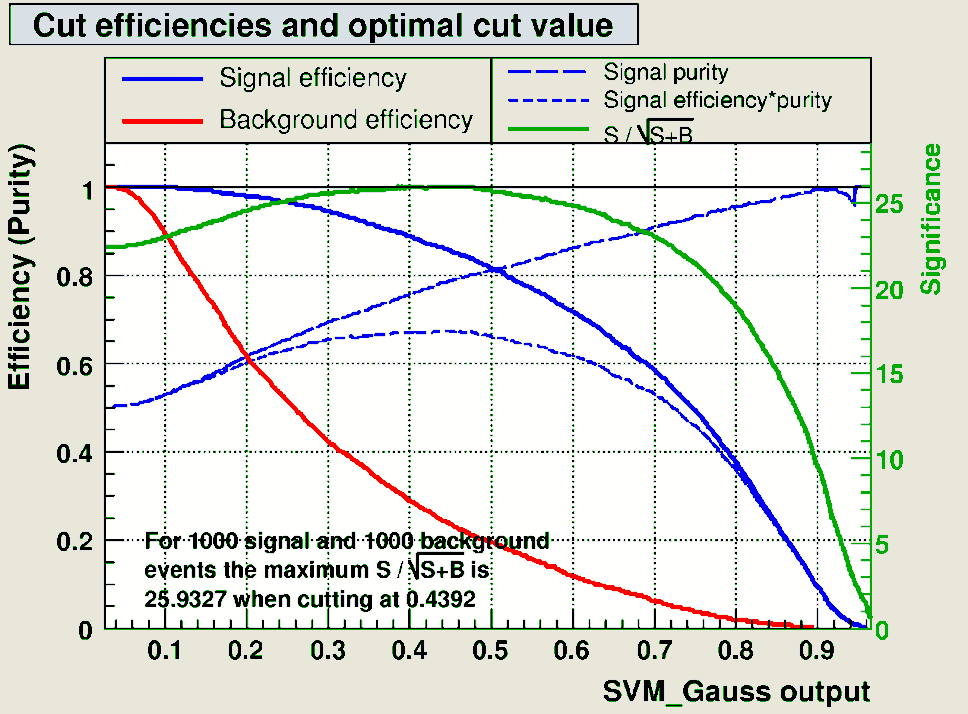 Cut efficiencies and optimal cut value
Signal efficiency
Background efficiency
Signal purity
Signal efficiency*purity
S / √S+B
Efficiency (Purity)
1
0.8
0.6
0.4
0.2
0
Significance
25
20
15
10
5
0
For 1000 signal and 1000 background
events the maximum S / √S+B is
25.9327 when cutting at 0.4392
0.1 0.2 0.3 0.4 0.5 0.6 0.7 0.8 0.9
SVM_Gauss output